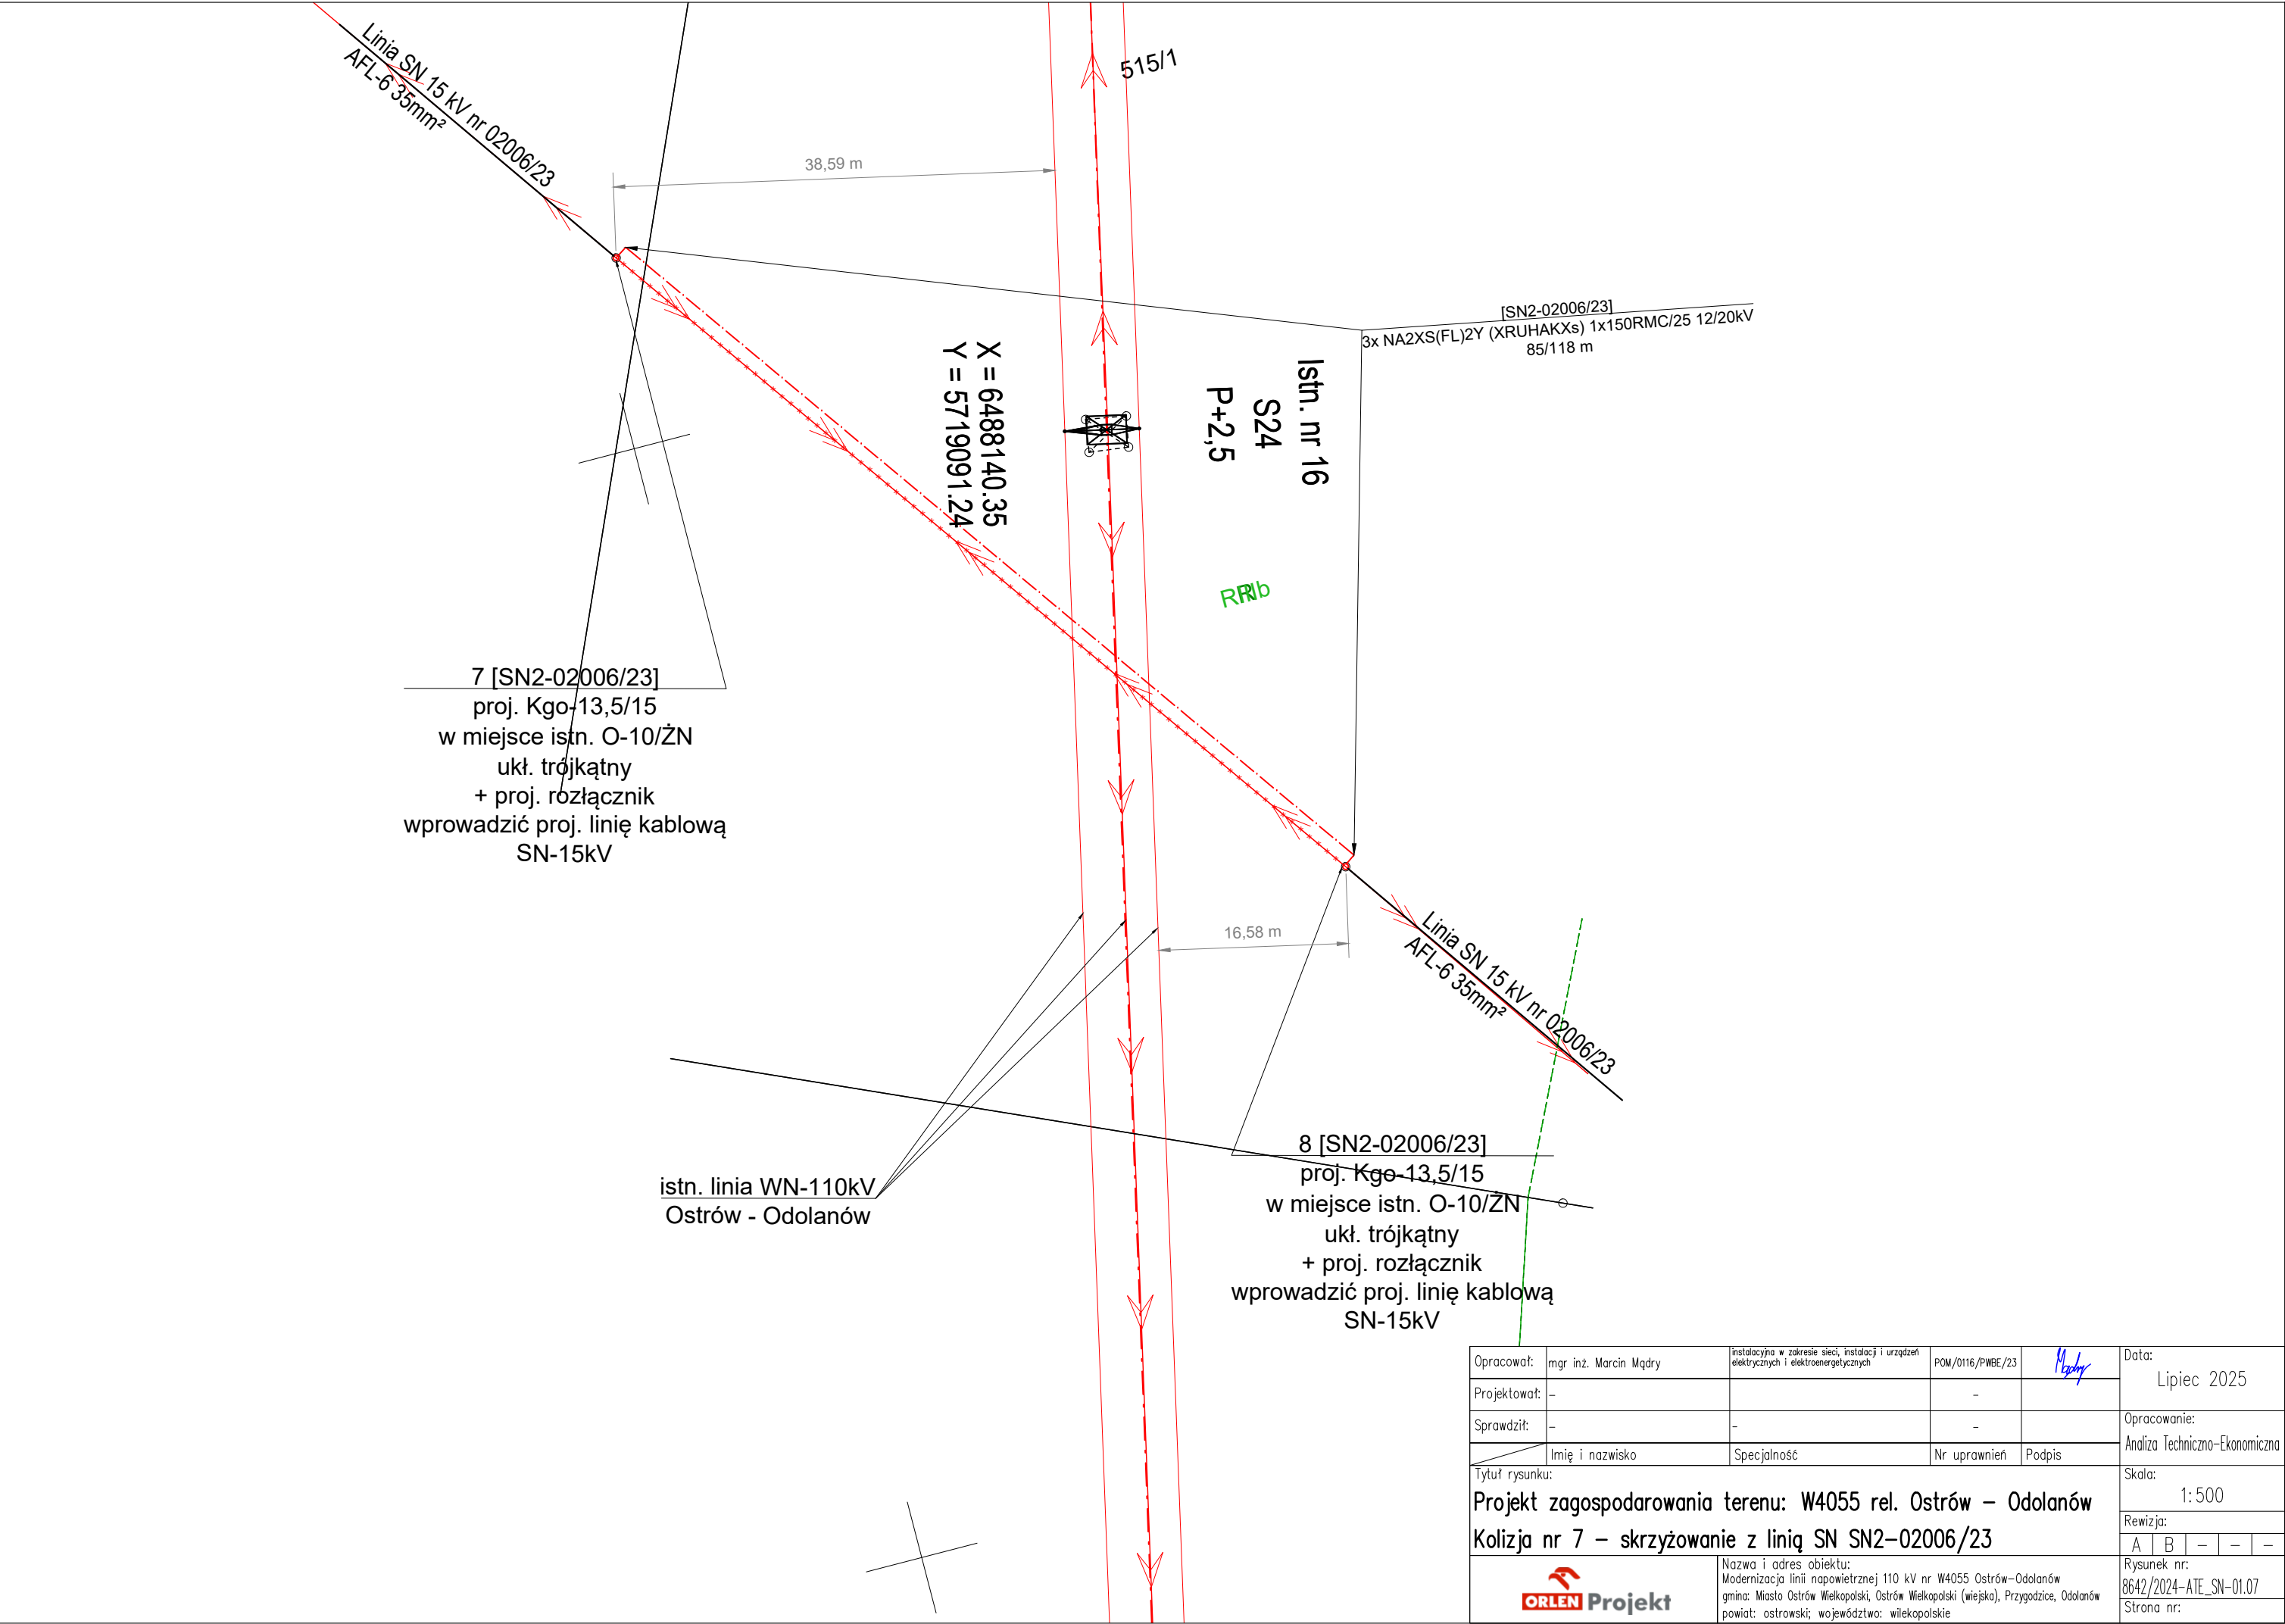 Linia SN 15 kV nr 02006/23
AFL-6 35mm²
515/1
38,59 m
[SN2-02006/23]
3x NA2XS(FL)2Y (XRUHAKXs) 1x150RMC/25 12/20kV
85/118 m
X = 6488140.35
Y = 5719091.24
Istn. nr 16
S24
P+2,5
7 [SN2-02006/23]
proj. Kgo-13,5/15
w miejsce istn. O-10/ŻN
ukł. trójkątny
+ proj. rozłącznik
wprowadzić proj. linię kablową
SN-15kV
16,58 m
Linia SN 15 kV nr 02006/23
AFL-6 35mm²
istn. linia WN-110kV
Ostrów - Odolanów
8 [SN2-02006/23]
proj. Kgo-13,5/15
w miejsce istn. O-10/ŻN
ukł. trójkątny
+ proj. rozłącznik
wprowadzić proj. linię kablową
SN-15kV
Opracował: mgr inż. Marcin Mądry instalacyjna w zakresie sieci, instalacji i urządzeń
elektrycznych i elektroenergetycznych POM/0116/PWBE/23 Mądry
Data:
Lipiec 2025
Projektował: - -
Sprawdził: - - -
Imię i nazwisko Specjalność Nr uprawnień Podpis
Opracowanie:
Analiza Techniczno-Ekonomiczna
Tytuł rysunku:
Projekt zagospodarowania terenu: W4055 rel. Ostrów – Odolanów
Kolizja nr 7 – skrzyżowanie z linią SN SN2-02006/23
Skala:
1:500
Rewizja:
A B - - -
ORLEN Projekt
Nazwa i adres obiektu:
Modernizacja linii napowietrznej 110 kV nr W4055 Ostrów-Odolanów
gmina: Miasto Ostrów Wielkopolski, Ostrów Wielkopolski (wiejska), Przygodzice, Odolanów
powiat: ostrowski; województwo: wilekopolskie
Rysunek nr:
8642/2024-ATE_SN-01.07
Strona nr: